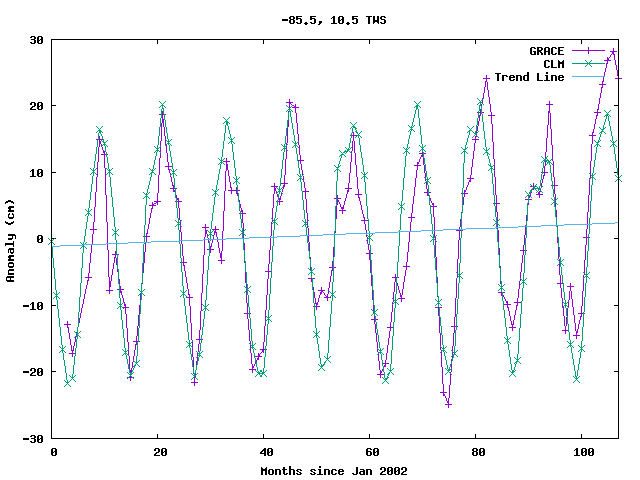 -85.5, 10.5 TWS
GRACE
CLM
Trend Line
30
20
10
0
-10
-20
-30
Anomaly (cm)
0 20 40 60 80 100
Months since Jan 2002